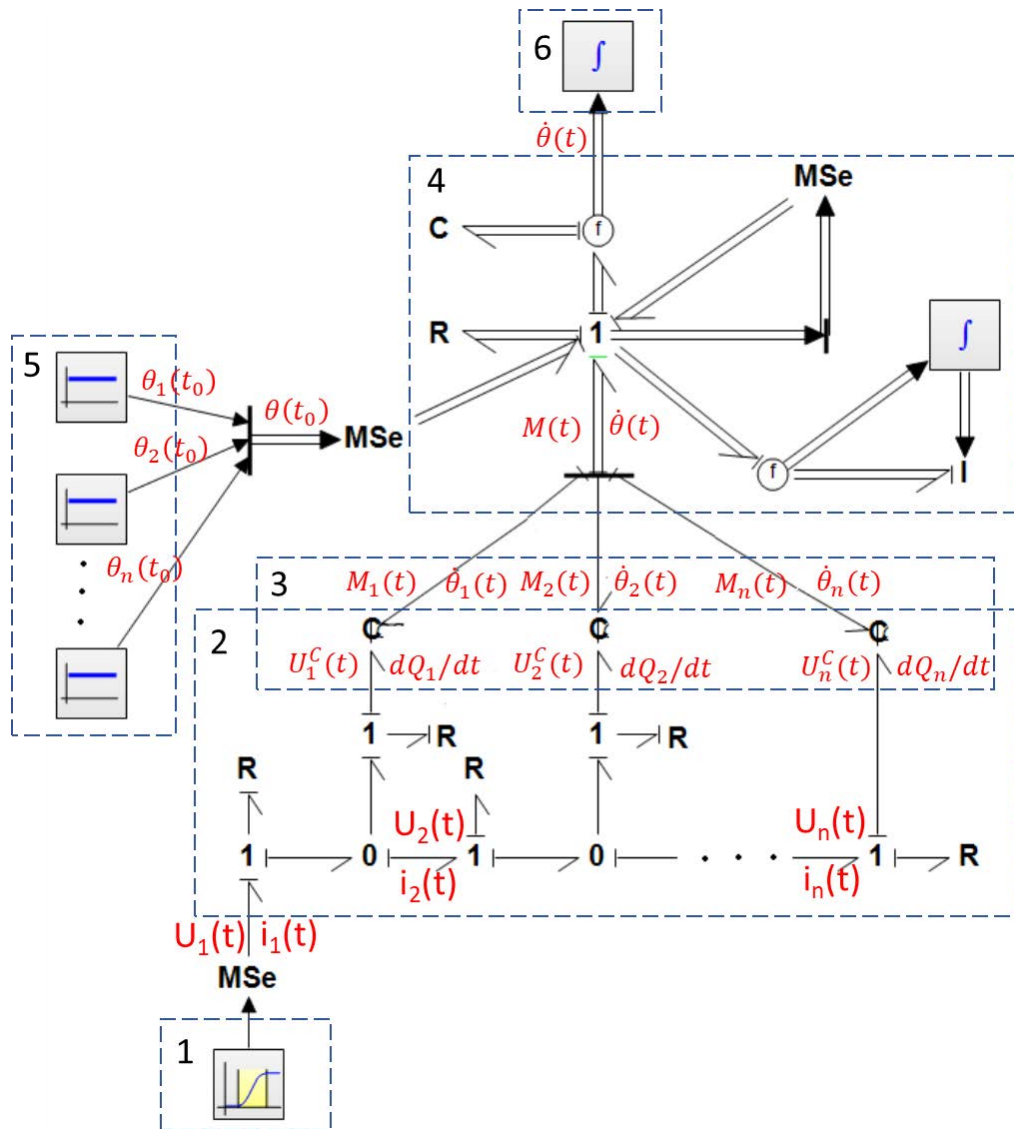 6 ∫
θ̇(t)
4 MSe
C f
R 1 ∫
5
θ₁(t₀) θ(t₀)
MSe
θ₂(t₀)
M(t) θ̇(t)
f I
θₙ(t₀)
3 M₁(t) θ̇₁(t) M₂(t) θ̇₂(t) Mₙ(t) θ̇ₙ(t)
2 C C C
U₁ᶜ(t) dQ₁/dt U₂ᶜ(t) dQ₂/dt Uₙᶜ(t) dQₙ/dt
1 R 1 R
R R
U₂(t) Uₙ(t)
1 0 1 0 . . . 1 R
i₂(t) iₙ(t)
U₁(t) i₁(t)
MSe
1